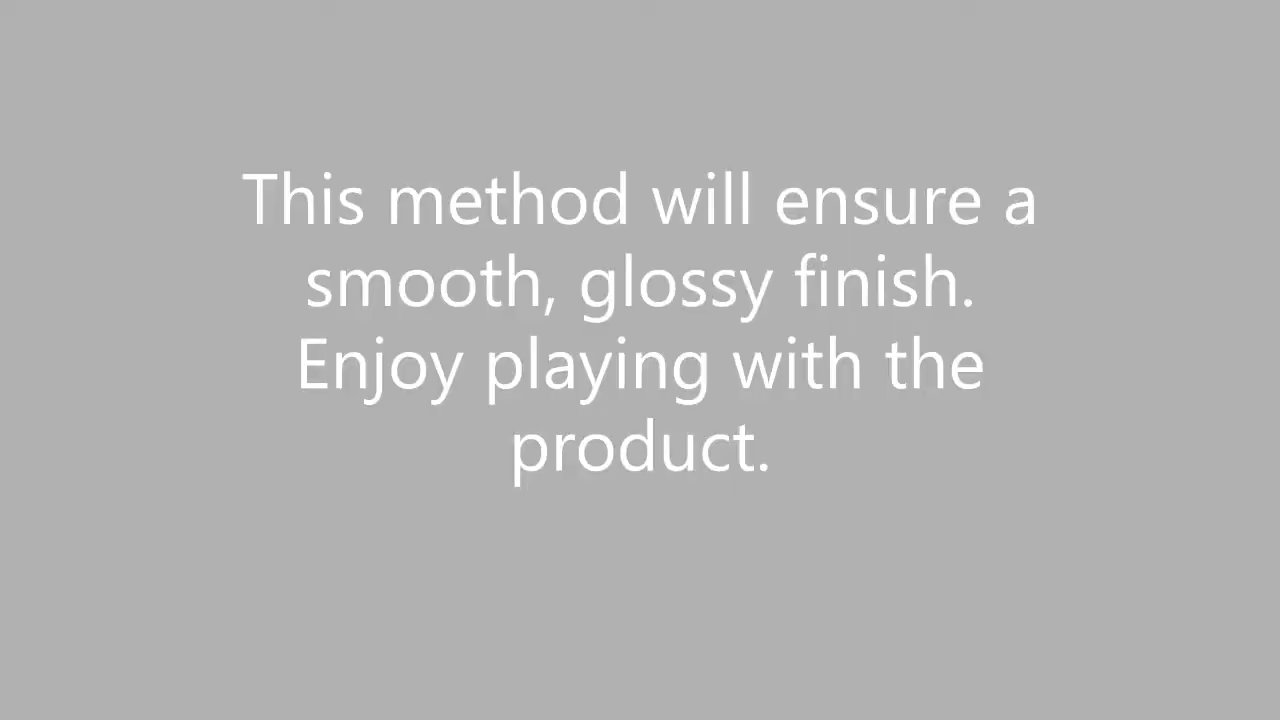 This method will ensure a
smooth, glossy finish.
Enjoy playing with the
product.